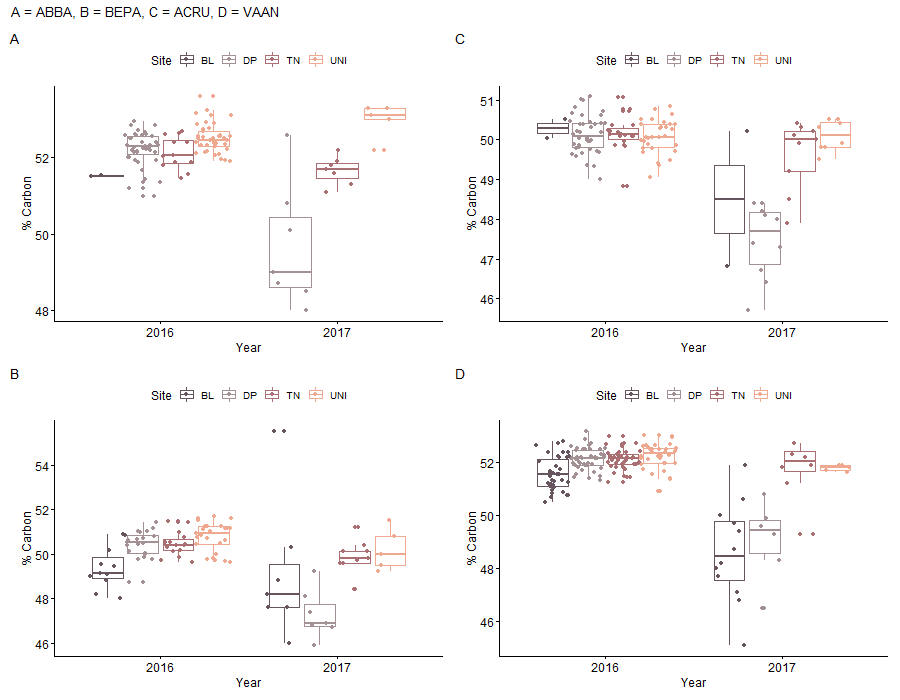 A = ABBA, B = BEPA, C = ACRU, D = VAAN
A
Site BL DP TN UNI
52
50
48
% Carbon
2016 2017
Year
C
Site BL DP TN UNI
51
50
49
48
47
46
% Carbon
2016 2017
Year
B
Site BL DP TN UNI
54
52
50
48
46
% Carbon
2016 2017
Year
D
Site BL DP TN UNI
52
50
48
46
% Carbon
2016 2017
Year